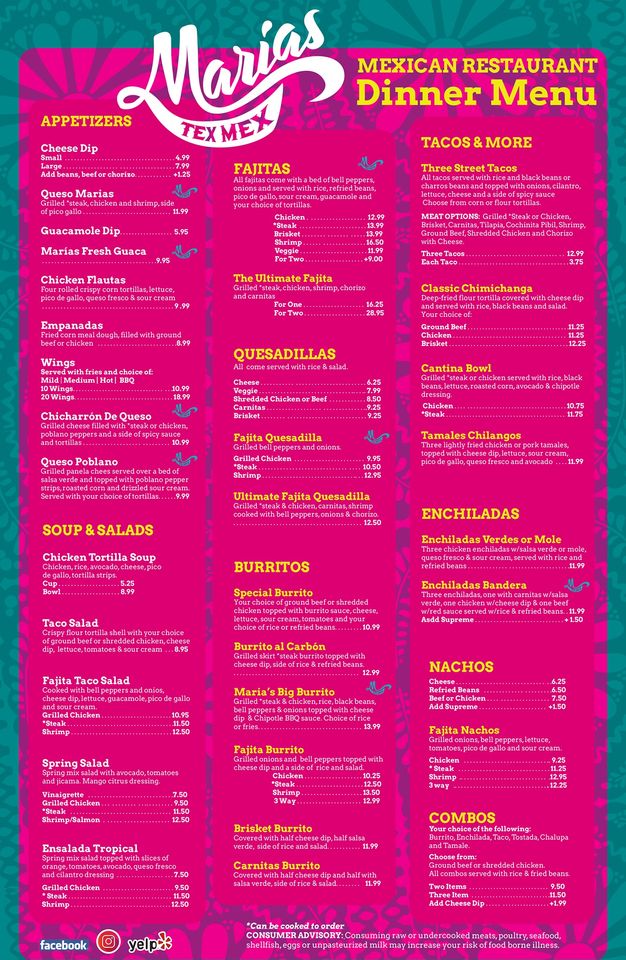 Marias
TEX MEX
MEXICAN RESTAURANT
Dinner Menu
APPETIZERS
Cheese Dip
Small 4.99
Large 7.99
Add beans, beef or chorizo. +1.25
Queso Marias
Grilled *steak, chicken and shrimp, side
of pico gallo 11.99
Guacamole Dip 5.95
Marías Fresh Guaca
9.95
Chicken Flautas
Four rolled crispy corn tortillas, lettuce,
pico de gallo, queso fresco & sour cream
9.99
Empanadas
Fried corn meal dough, filled with ground
beef or chicken 8.99
Wings
Served with fries and choice of:
Mild | Medium | Hot | BBQ
10 Wings. 10.99
20 Wings. 18.99
Chicharrón De Queso
Grilled cheese filled with *steak or chicken,
poblano peppers and a side of spicy sauce
and tortillas 10.99
Queso Poblano
Grilled panela chees served over a bed of
salsa verde and topted with poblano pepper
strips, roasted corn and drizzled sour cream.
Served with your choice of tortillas. 9.99
SOUP & SALADS
Chicken Tortilla Soup
Chicken, rice, avocado, cheese, pico
de gallo, tortilla strips.
Cup 5.25
Bowl 8.99
Taco Salad
Crispy flour tortilla shell with your choice
of ground beef or shredded chicken, cheese
dip, lettuce, tomatoes & sour cream 8.95
Fajita Taco Salad
Cooked with bell peppers and onios,
cheese dip, lettuce, guacamole, pico de gallo
and sour cream.
Grilled Chicken 10.95
*Steak 11.50
Shrimp 12.50
Spring Salad
Spring mix salad with avocado, tomatoes
and jicama. Mango citrus dressing.
Vinaigrette 7.50
Grilled Chicken 9.50
*Steak 11.50
Shrimp/Salmon 12.50
Ensalada Tropical
Spring mix salad topped with slices of
orange, tomatoes, avocado, queso fresco
and cilantro dressing 7.50
Grilled Chicken 9.50
*Steak 11.50
Shrimp 12.50
FAJITAS
All fajitas come with a bed of bell peppers,
onions and served with rice, refried beans,
pico de gallo, sour cream, guacamole and
your choice of tortillas.
Chicken 12.99
*Steak 13.99
Brisket 13.99
Shrimp 16.50
Veggie 11.99
For Two +9.00
The Ultimate Fajita
Grilled *steak, chicken, shrimp, chorizo
and carnitas
For One 16.25
For Two 28.95
QUESADILLAS
All come served with rice & salad.
Cheese 6.25
Veggie 7.99
Shredded Chicken or Beef 8.50
Carnitas 9.25
Brisket 9.25
Fajita Quesadilla
Grilled bell peppers and onions.
Grilled Chicken 9.95
*Steak 10.50
Shrimp 12.95
Ultimate Fajita Quesadilla
Grilled *steak & chicken, carnitas, shrimp
cooked with bell peppers, onions & chorizo.
12.50
BURRITOS
Special Burrito
Your choice of ground beef or shredded
chicken topped with burrito sauce, cheese,
lettuce, sour cream, tomatoes and your
choice of rice or refried beans. 10.99
Burrito al Carbón
Grilled skirt *steak burrito topped with
cheese dip, side of rice & refried beans.
12.99
Maria's Big Burrito
Grilled *steak & chicken, rice, black beans,
bell peppers & onions topped with cheese
dip & Chipotle BBQ sauce. Choice of rice
or fries. 13.99
Fajita Burrito
Grilled onions and bell peppers topped with
cheese dip and a side of rice and salad.
Chicken 10.25
*Steak 12.50
Shrimp 13.50
3 Way 12.99
Brisket Burrito
Covered with half cheese dip, half salsa
verde, side of rice and salad. 11.99
Carnitas Burrito
Covered with half cheese dip and half with
salsa verde, side of rice & salad. 11.99
TACOS & MORE
Three Street Tacos
All tacos served with rice and black beans or
charros beans and topped with onions, cilantro,
lettuce, cheese and a side of spicy sauce
Choose from corn or flour tortillas.
MEAT OPTIONS: Grilled *Steak or Chicken,
Brisket, Carnitas, Tilapia, Cochinita Pibil, Shrimp,
Ground Beef, Shredded Chicken and Chorizo
with Cheese.
Three Tacos 12.99
Each Taco 3.75
Classic Chimichanga
Deep-fried flour tortilla covered with cheese dip
and served with rice, black beans and salad.
Your choice of:
Ground Beef 11.25
Chicken 11.25
Brisket 12.25
Cantina Bowl
Grilled *steak or chicken served with rice, black
beans, lettuce, roasted corn, avocado & chipotle
dressing.
Chicken 10.75
*Steak 11.75
Tamales Chilangos
Three lightly fried chicken or pork tamales,
topped with cheese dip, lettuce, sour cream,
pico de gallo, queso fresco and avocado 11.99
ENCHILADAS
Enchiladas Verdes or Mole
Three chicken enchiladas w/salsa verde or mole,
queso fresko & sour cream, served with rice and
refried beans 11.99
Enchiladas Bandera
Three enchiladas, one with carnitas w/salsa
verde, one chicken w/cheese dip & one beef
w/red sauce served w/rice & refried beans. 11.99
Asdd Supreme +1.50
NACHOS
Cheese 6.25
Refried Beans 6.50
Beef or Chicken 7.50
Add Supreme +1.50
Fajita Nachos
Grilled onions, bell peppers, lettuce,
tomatoes, pico de gallo and sour cream.
Chicken 9.25
*Steak 11.25
Shrimp 12.95
3 way 12.25
COMBOS
Your choice of the following:
Burrito, Enchilada, Taco, Tostada, Chalupa
and Tamale.
Choose from:
Ground beef or shredded chicken.
All combos served with rice & fried beans.
Two Items 9.50
Three Item 11.50
Add Cheese Dip +1.99
*Can be cooked to order
CONSUMER ADVISORY: Consuming raw or undercooked meats, poultry, seafood,
shellfish, eggs or unpasteurized milk may increase your risk of food borne illness.
facebook
yelp